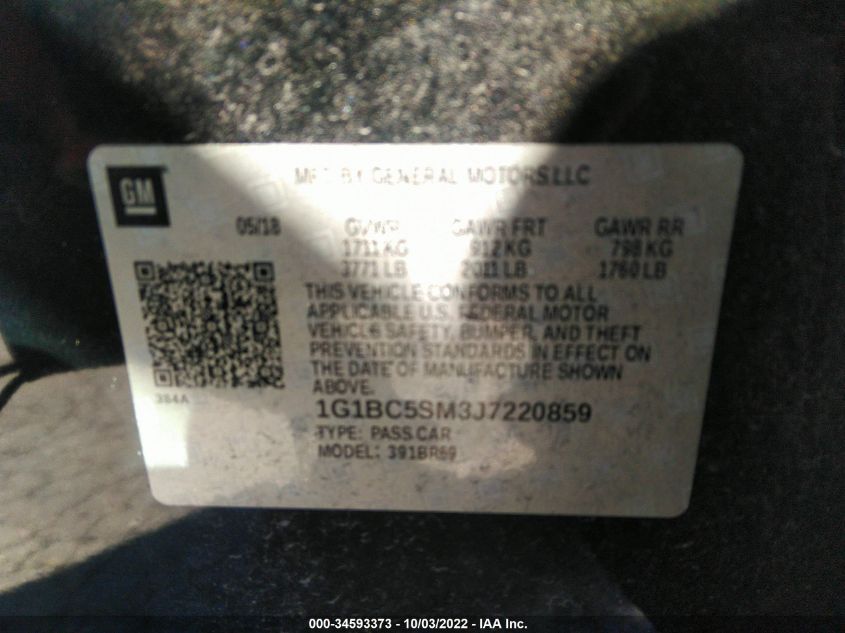 GM
MFD BY GENERAL MOTORS LLC
05/18 GVWR GAWR FRT GAWR RR
1711 KG 912 KG 798 KG
3771 LB 2011 LB 1760 LB
THIS VEHICLE CONFORMS TO ALL
APPLICABLE U.S. FEDERAL MOTOR
VEHICLE SAFETY, BUMPER, AND THEFT
PREVENTION STANDARDS IN EFFECT ON
THE DATE OF MANUFACTURE SHOWN
ABOVE.
384A
1G1BC5SM3J7220859
TYPE: PASS CAR
MODEL: 391BR69
000-34593373 - 10/03/2022 - IAA Inc.